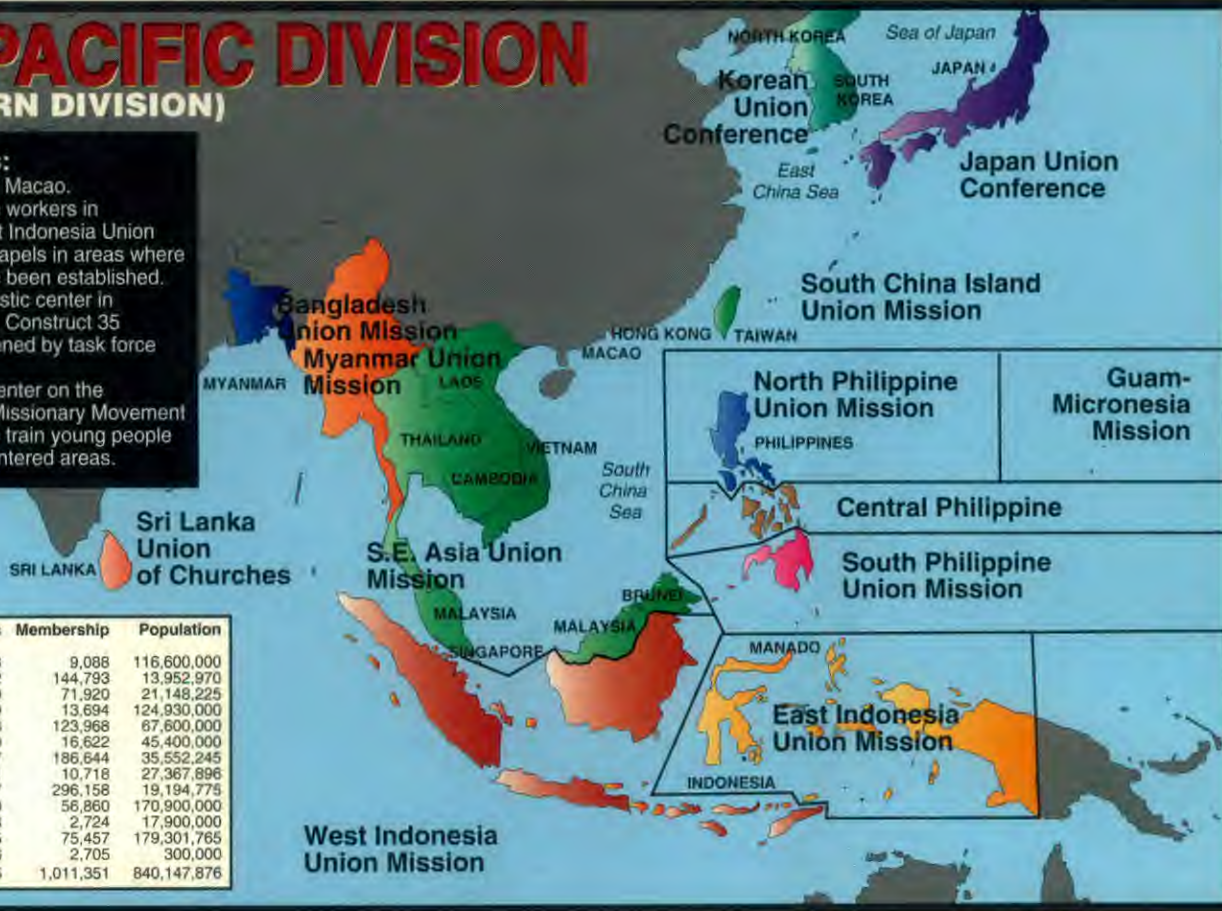 PACIFIC DIVISION
RN DIVISION)
:
Macao.
workers in
t Indonesia Union
apels in areas where
been established.
stic center in
Construct 35
ned by task force
enter on the
Missionary Movement
train young people
ntered areas.
NORTH KOREA
Sea of Japan
JAPAN
Korean
Union
Conference
SOUTH
KOREA
East
China Sea
Japan Union
Conference
South China Island
Union Mission
HONG KONG
TAIWAN
MACAO
Bangladesh
Union Mission
Myanmar Union
Mission
MYANMAR
LAOS
THAILAND
VIETNAM
CAMBODIA
South
China
Sea
North Philippine
Union Mission
PHILIPPINES
Guam-
Micronesia
Mission
Central Philippine
South Philippine
Union Mission
Sri Lanka
Union
of Churches
SRI LANKA
S.E. Asia Union
Mission
MALAYSIA
SINGAPORE
BRUNEI
MALAYSIA
MANADO
East Indonesia
Union Mission
INDONESIA
West Indonesia
Union Mission
Membership Population
9,088 116,600,000
144,793 13,952,970
71,920 21,148,225
13,694 124,930,000
123,968 67,600,000
16,622 45,400,000
186,644 35,552,245
10,718 27,367,896
296,158 19,194,775
56,860 170,900,000
2,724 17,900,000
75,457 179,301,765
2,705 300,000
1,011,351 840,147,876